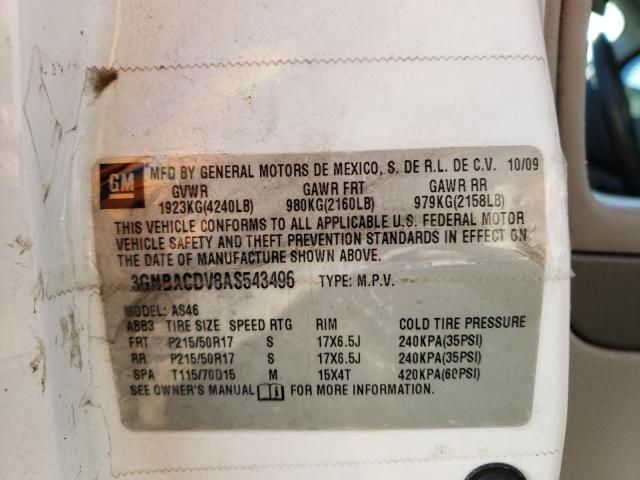 GM MFD BY GENERAL MOTORS DE MEXICO, S. DE R.L. DE C.V. 10/09
GVWR GAWR FRT GAWR RR
1923KG(4240LB) 980KG(2160LB) 979KG(2158LB)
THIS VEHICLE CONFORMS TO ALL APPLICABLE U.S. FEDERAL MOTOR
VEHICLE SAFETY AND THEFT PREVENTION STANDARDS IN EFFECT ON
THE DATE OF MANUFACTURE SHOWN ABOVE.
3GNBACDV8AS543496 TYPE: M.P.V.
MODEL: AS46
ABB3 TIRE SIZE SPEED RTG RIM COLD TIRE PRESSURE
FRT P215/50R17 S 17X6.5J 240KPA(35PSI)
RR P215/50R17 S 17X6.5J 240KPA(35PSI)
SPA T115/70D15 M 15X4T 420KPA(60PSI)
SEE OWNER'S MANUAL i FOR MORE INFORMATION.